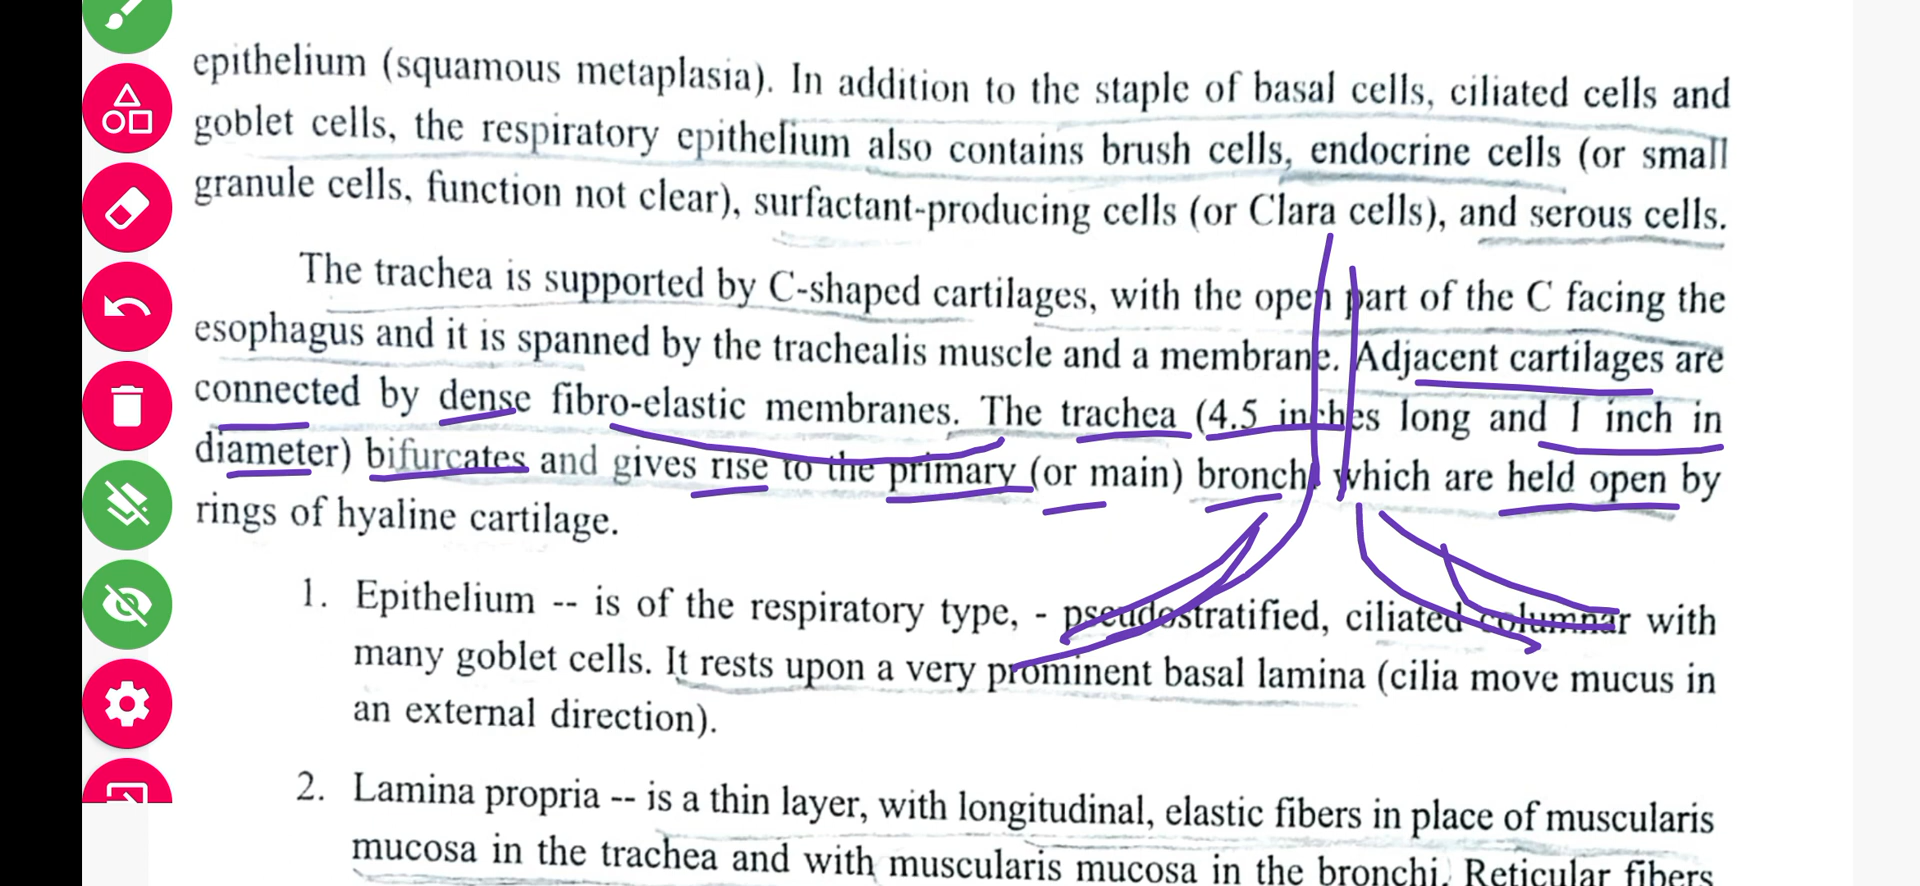 epithelium (squamous metaplasia). In addition to the staple of basal cells, ciliated cells and
goblet cells, the respiratory epithelium also contains brush cells, endocrine cells (or small
granule cells, function not clear), surfactant-producing cells (or Clara cells), and serous cells.
The trachea is supported by C-shaped cartilages, with the open part of the C facing the
esophagus and it is spanned by the trachealis muscle and a membrane. Adjacent cartilages are
connected by dense fibro-elastic membranes. The trachea (4.5 inches long and 1 inch in
diameter) bifurcates and gives rise to the primary (or main) bronchi which are held open by
rings of hyaline cartilage.
1. Epithelium -- is of the respiratory type, - pseudostratified, ciliated columnar with
many goblet cells. It rests upon a very prominent basal lamina (cilia move mucus in
an external direction).
2. Lamina propria -- is a thin layer, with longitudinal, elastic fibers in place of muscularis
mucosa in the trachea and with muscularis mucosa in the bronchi. Reticular fibers